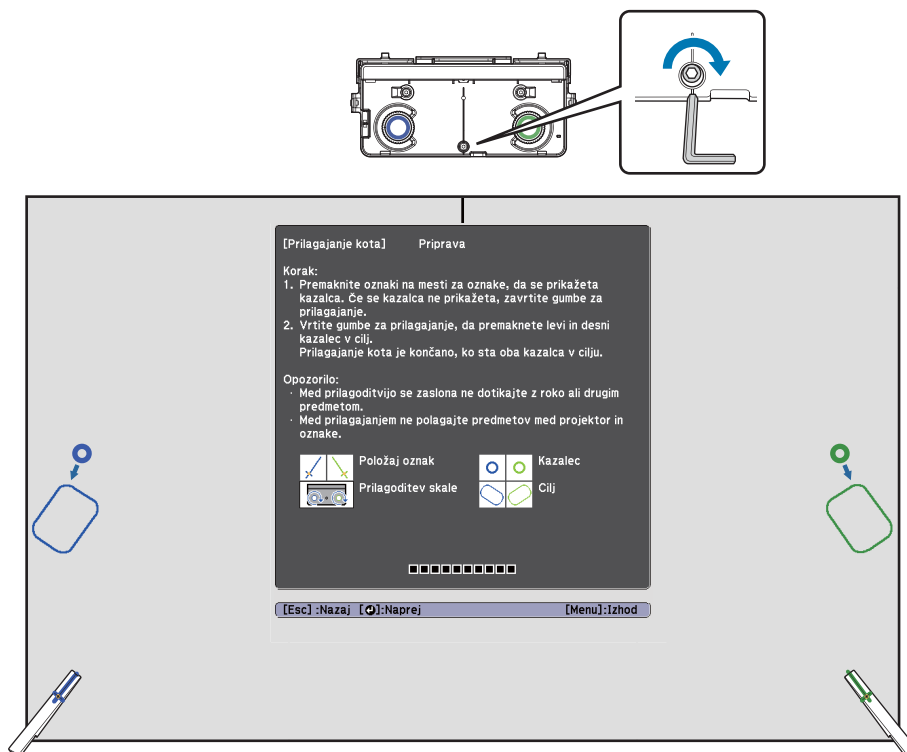 [Prilagajanje kota] Priprava
Korak:
1. Premaknite oznaki na mesti za oznake, da se prikažeta
kazalca. Če se kazalca ne prikažeta, zavrtite gumbe za
prilagajanje.
2. Vrtite gumbe za prilagajanje, da premaknete levi in desni
kazalec v cilj.
Prilagajanje kota je končano, ko sta oba kazalca v cilju.
Opozorilo:
· Med prilagoditvijo se zaslona ne dotikajte z roko ali drugim
predmetom.
· Med prilagajanjem ne polagajte predmetov med projektor in
oznake.
Položaj oznak
Kazalec
Prilagoditev skale
Cilj
[Esc] :Nazaj [⏎]:Naprej [Menu]:Izhod